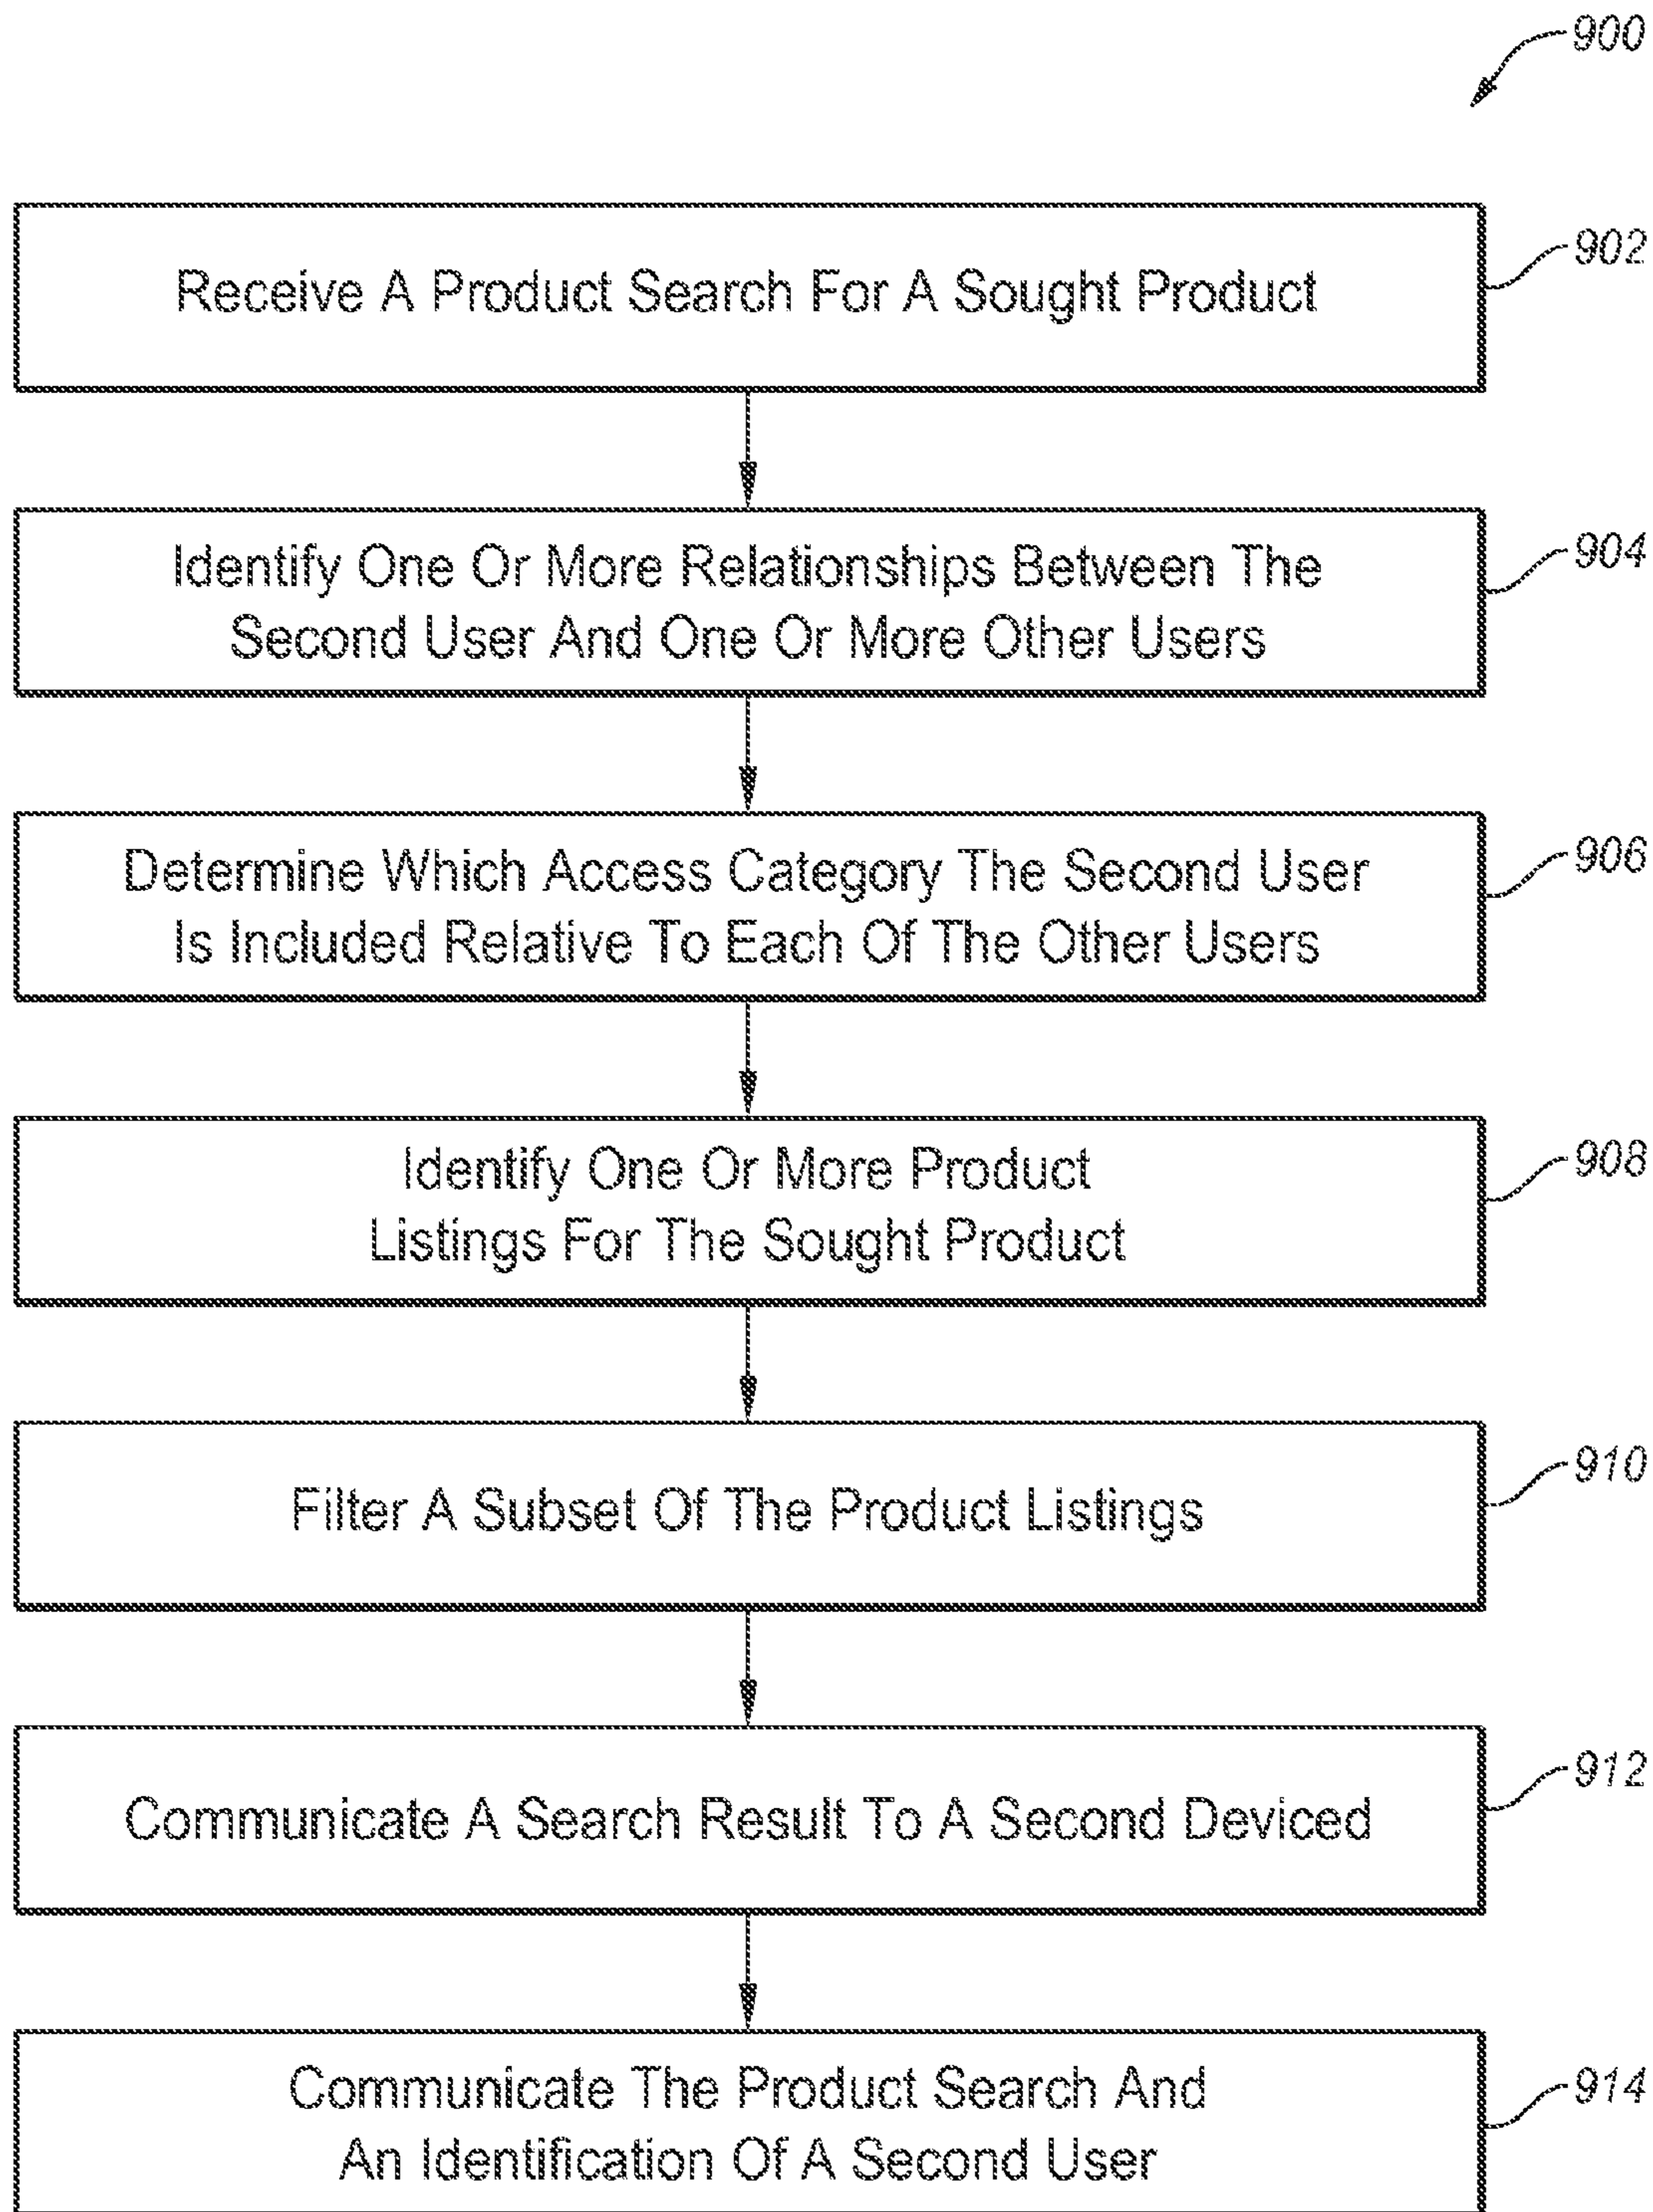 900
Receive A Product Search For A Sought Product
902
Identify One Or More Relationships Between The
Second User And One Or More Other Users
904
Determine Which Access Category The Second User
Is Included Relative To Each Of The Other Users
906
Identify One Or More Product
Listings For The Sought Product
908
Filter A Subset Of The Product Listings
910
Communicate A Search Result To A Second Deviced
912
Communicate The Product Search And
An Identification Of A Second User
914